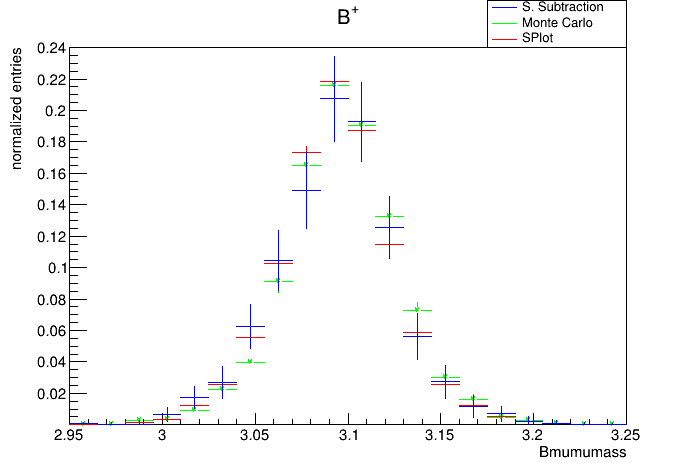 B+
S. Subtraction
Monte Carlo
SPlot
normalized entries
0.24
0.22
0.2
0.18
0.16
0.14
0.12
0.1
0.08
0.06
0.04
0.02
2.95 3 3.05 3.1 3.15 3.2 3.25
Bmumumass